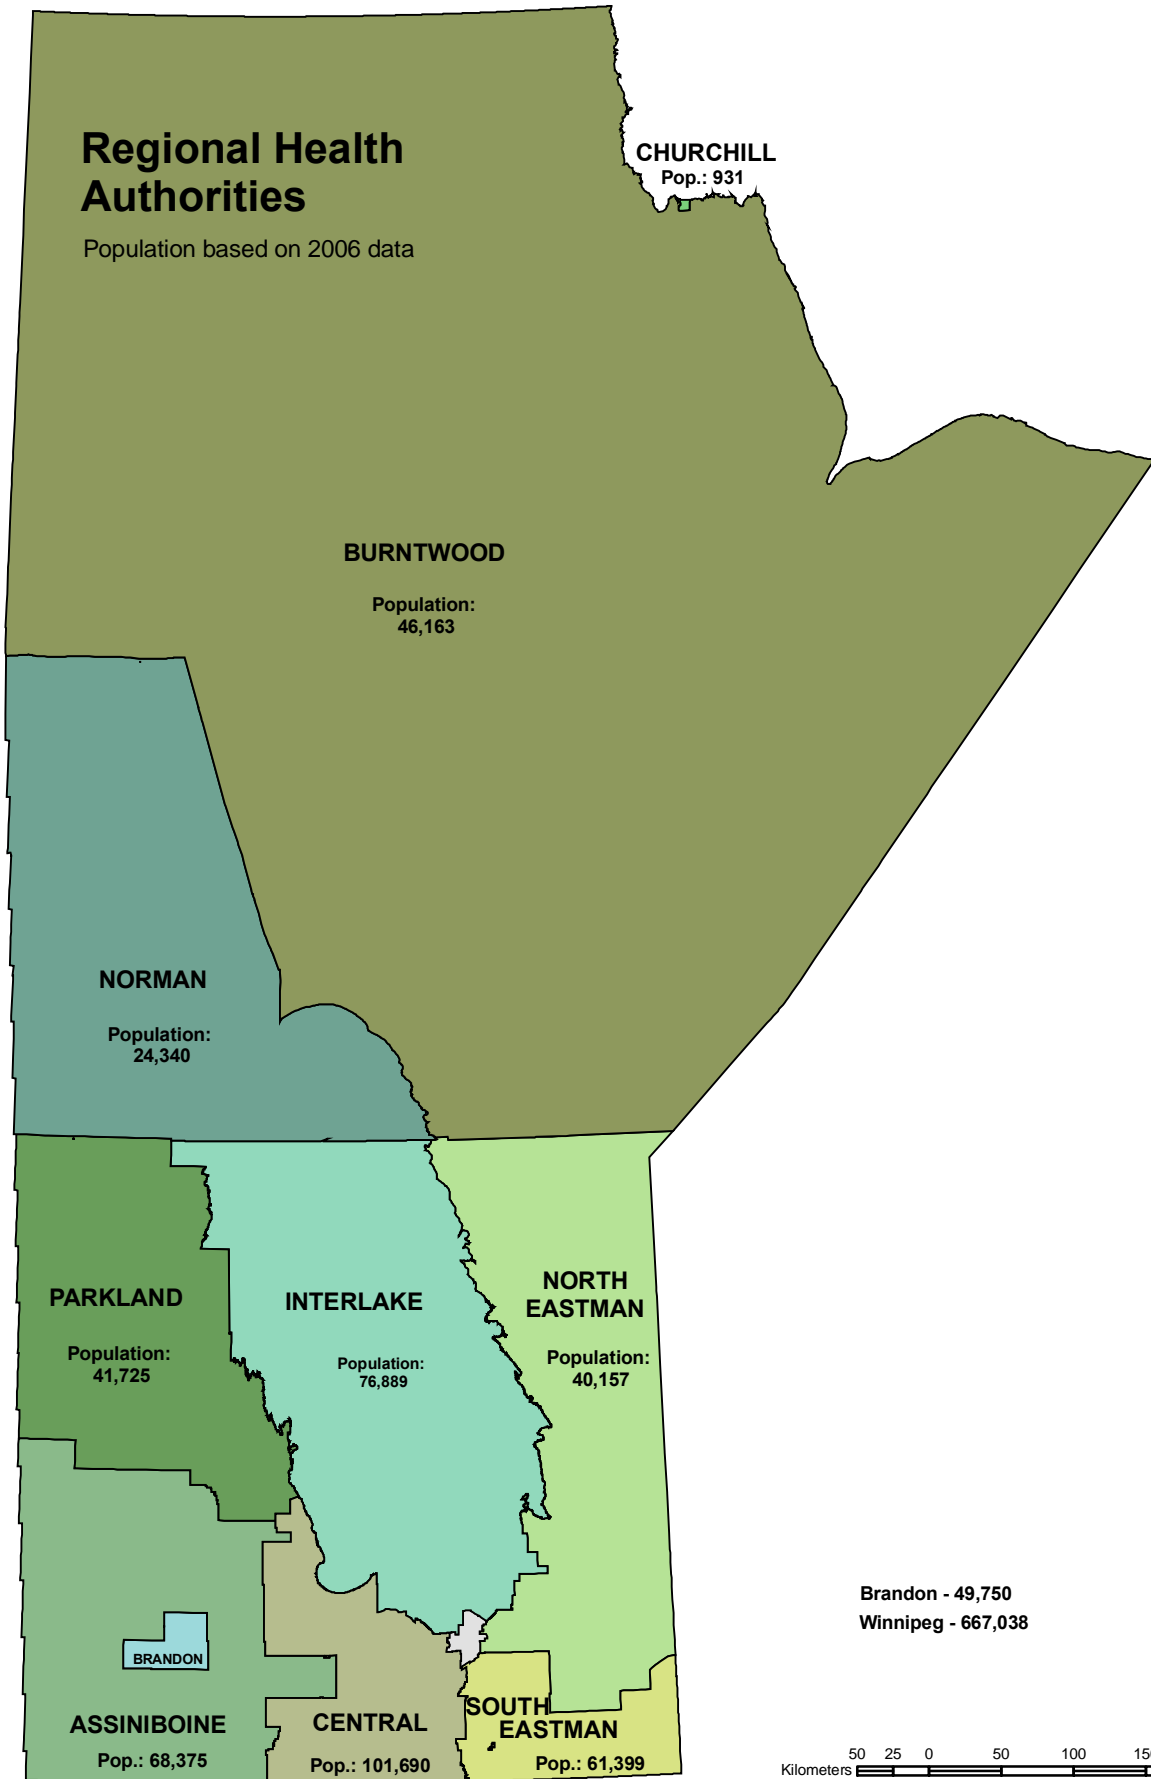 Regional Health
Authorities
Population based on 2006 data
CHURCHILL
Pop.: 931
BURNTWOOD
Population:
46,163
NORMAN
Population:
24,340
PARKLAND
Population:
41,725
INTERLAKE
Population:
76,889
NORTH
EASTMAN
Population:
40,157
Brandon - 49,750
Winnipeg - 667,038
BRANDON
ASSINIBOINE
Pop.: 68,375
CENTRAL
Pop.: 101,690
SOUTH
EASTMAN
Pop.: 61,399
50 25 0 50 100 150
Kilometers